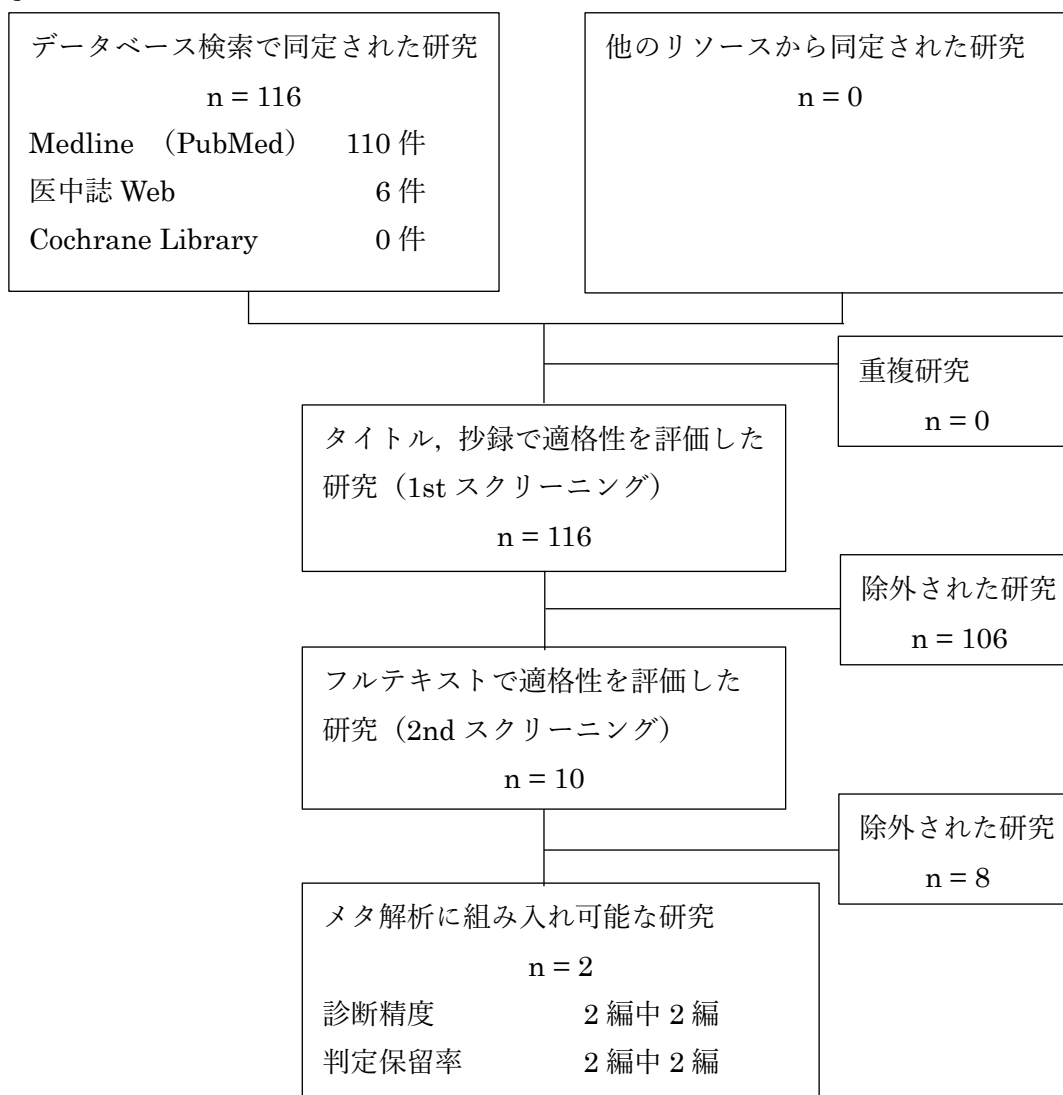 データベース検索で同定された研究
n = 116
Medline （PubMed） 110 件
医中誌 Web 6 件
Cochrane Library 0 件
他のリソースから同定された研究
n = 0
重複研究
n = 0
タイトル，抄録で適格性を評価した
研究（1st スクリーニング）
n = 116
除外された研究
n = 106
フルテキストで適格性を評価した
研究（2nd スクリーニング）
n = 10
除外された研究
n = 8
メタ解析に組み入れ可能な研究
n = 2
診断精度 2 編中 2 編
判定保留率 2 編中 2 編